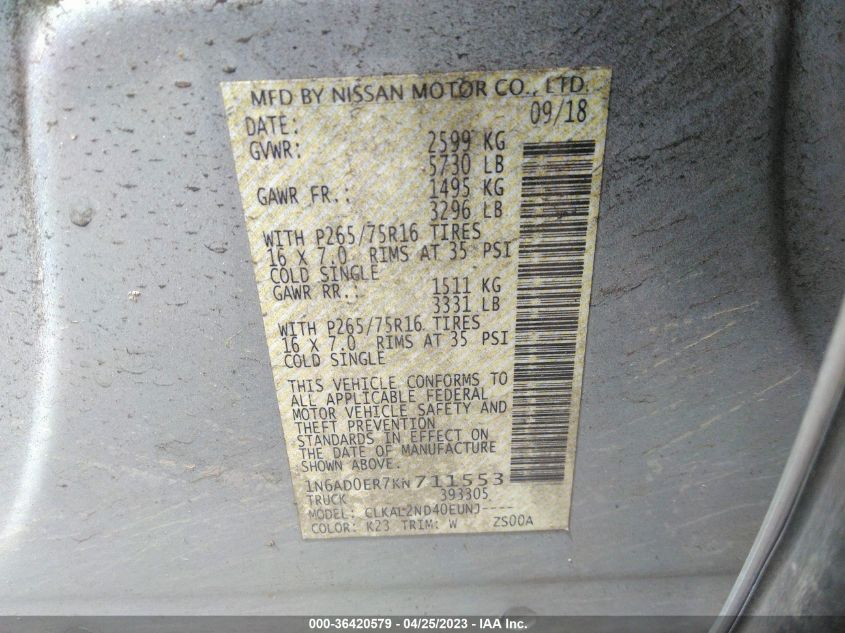 MFD BY NISSAN MOTOR CO., LTD.
DATE: 09/18
GVWR: 2599 KG
5730 LB
GAWR FR.: 1495 KG
3296 LB
WITH P265/75R16 TIRES
16 X 7.0 RIMS AT 35 PSI
COLD SINGLE
GAWR RR.: 1511 KG
3331 LB
WITH P265/75R16 TIRES
16 X 7.0 RIMS AT 35 PSI
COLD SINGLE
THIS VEHICLE CONFORMS TO
ALL APPLICABLE FEDERAL
MOTOR VEHICLE SAFETY AND
THEFT PREVENTION
STANDARDS IN EFFECT ON
THE DATE OF MANUFACTURE
SHOWN ABOVE.
1N6AD0ER7KN711553
TRUCK 393305
MODEL: CLKAL2ND40EUNJ----
COLOR: K23 TRIM: W ZS00A
000-36420579 - 04/25/2023 - IAA Inc.